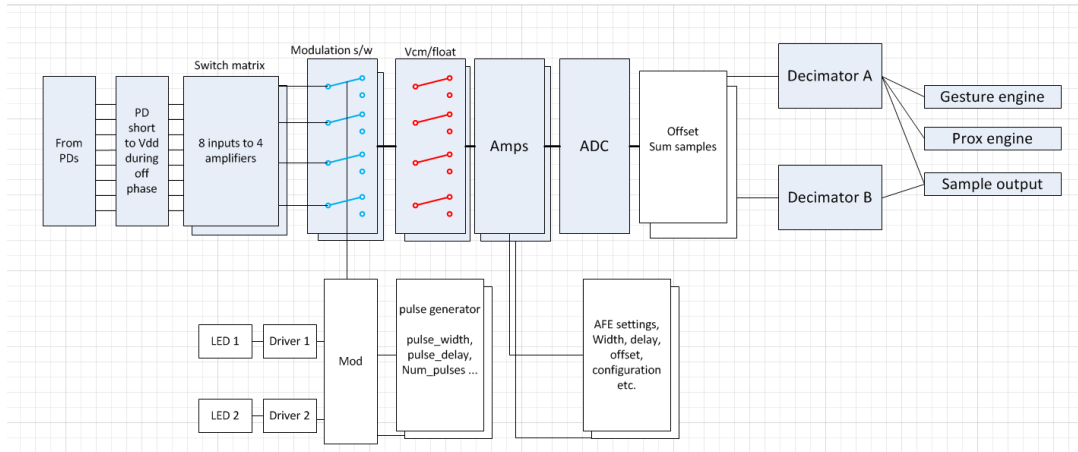 Modulation s/w
Vcm/float
Switch matrix
From
PDs
PD
short
to Vdd
during
off
phase
8 inputs to 4
amplifiers
Amps
ADC
Offset
Sum samples
Decimator A
Decimator B
Gesture engine
Prox engine
Sample output
LED 1
Driver 1
LED 2
Driver 2
Mod
pulse generator
pulse_width,
pulse_delay,
Num_pulses ...
AFE settings,
Width, delay,
offset,
configuration
etc.